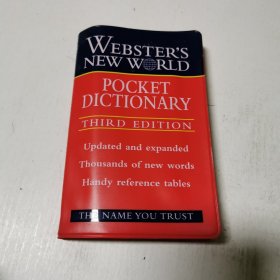 WEBSTER'S
NEW WORLD
POCKET
DICTIONARY
THIRD EDITION
Updated and expanded
Thousands of new words
Handy reference tables
THE NAME YOU TRUST